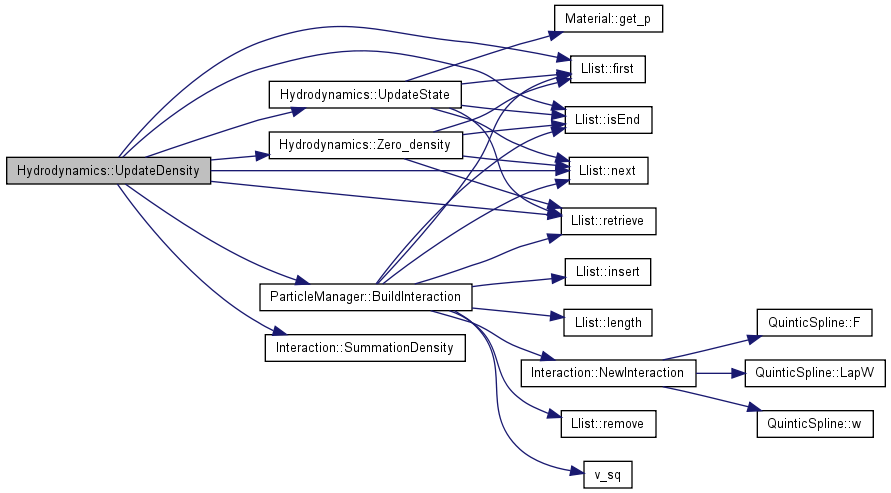 Material::get_p
Llist::first
Hydrodynamics::UpdateState
Llist::isEnd
Hydrodynamics::Zero_density
Hydrodynamics::UpdateDensity
Llist::next
Llist::retrieve
Llist::insert
ParticleManager::BuildInteraction
Llist::length
QuinticSpline::F
Interaction::SummationDensity
Interaction::NewInteraction
QuinticSpline::LapW
Llist::remove
QuinticSpline::w
v_sq